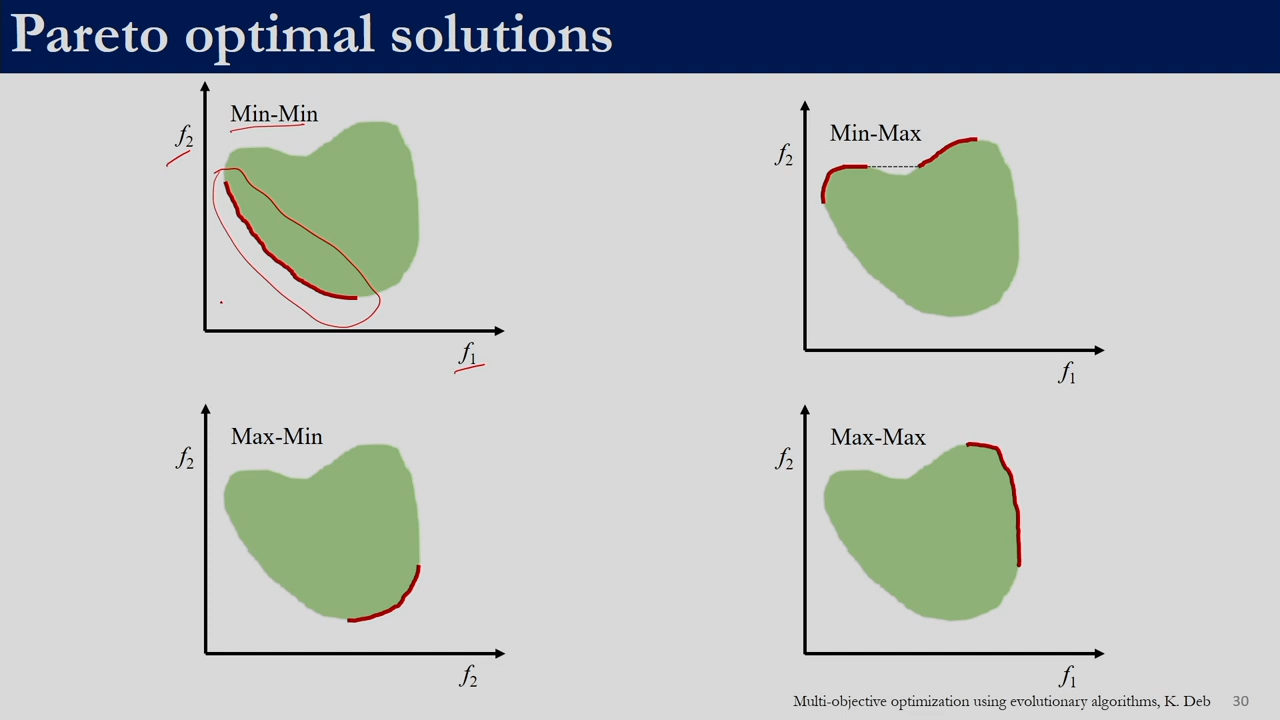 Pareto optimal solutions
Min-Min
f2
f1
Min-Max
f2
f1
Max-Min
f2
f2
Max-Max
f2
f1
Multi-objective optimization using evolutionary algorithms, K. Deb
30